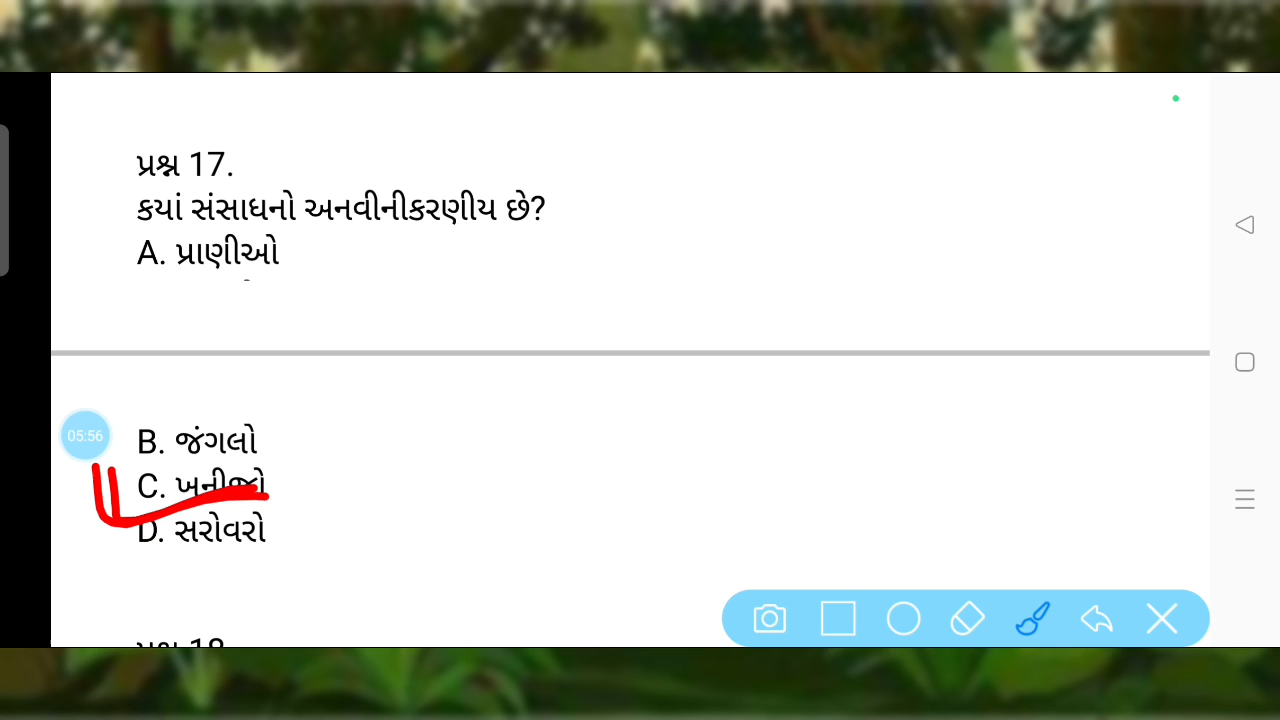 પ્રશ્ન 17.
કયાં સંસાધનો અનવીનીકરણીય છે?
A. પ્રાણીઓ
B. જંગલો
05:56
C. ખનીજો
D. સરોવરો